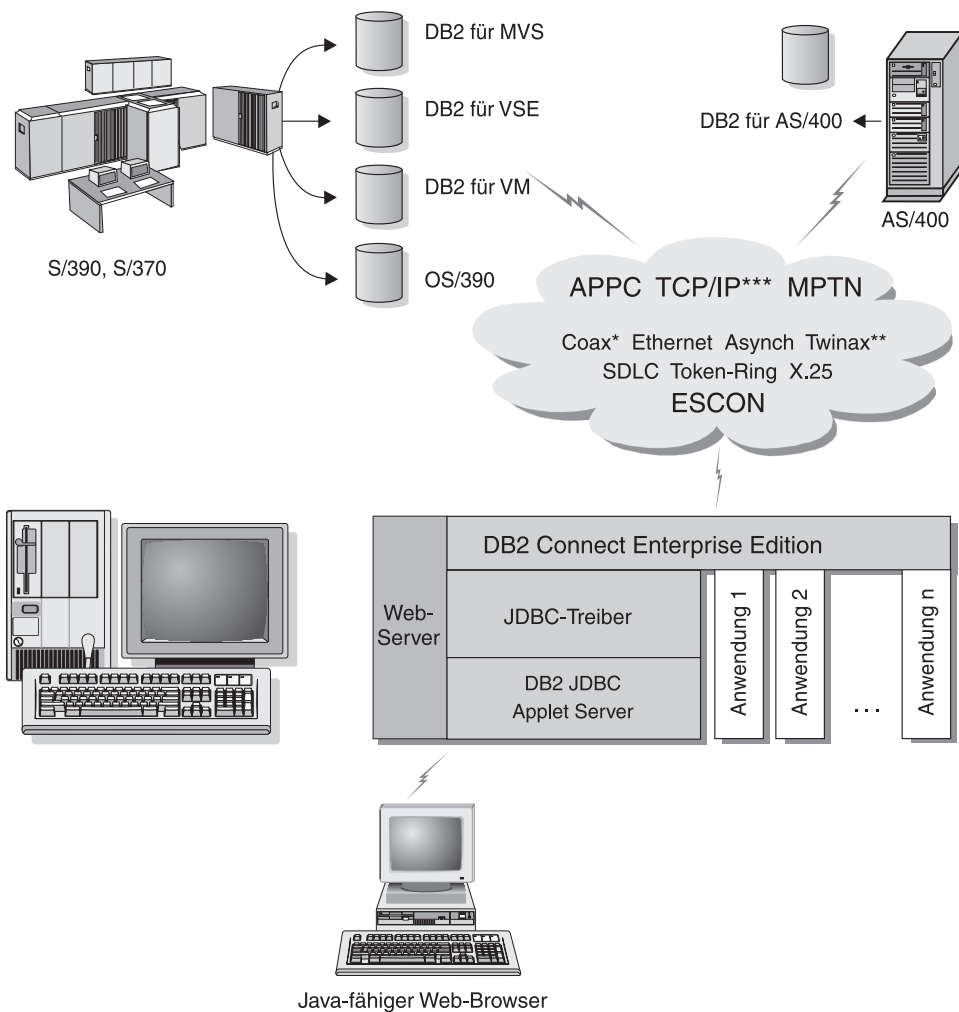 DB2 für MVS
DB2 für VSE
DB2 für VM
OS/390
S/390, S/370
DB2 für AS/400
AS/400
APPC TCP/IP*** MPTN
Coax* Ethernet Asynch Twinax**
SDLC Token-Ring X.25
ESCON
Web-
Server
DB2 Connect Enterprise Edition
JDBC-Treiber
DB2 JDBC
Applet Server
Anwendung 1
Anwendung 2
...
Anwendung n
Java-fähiger Web-Browser